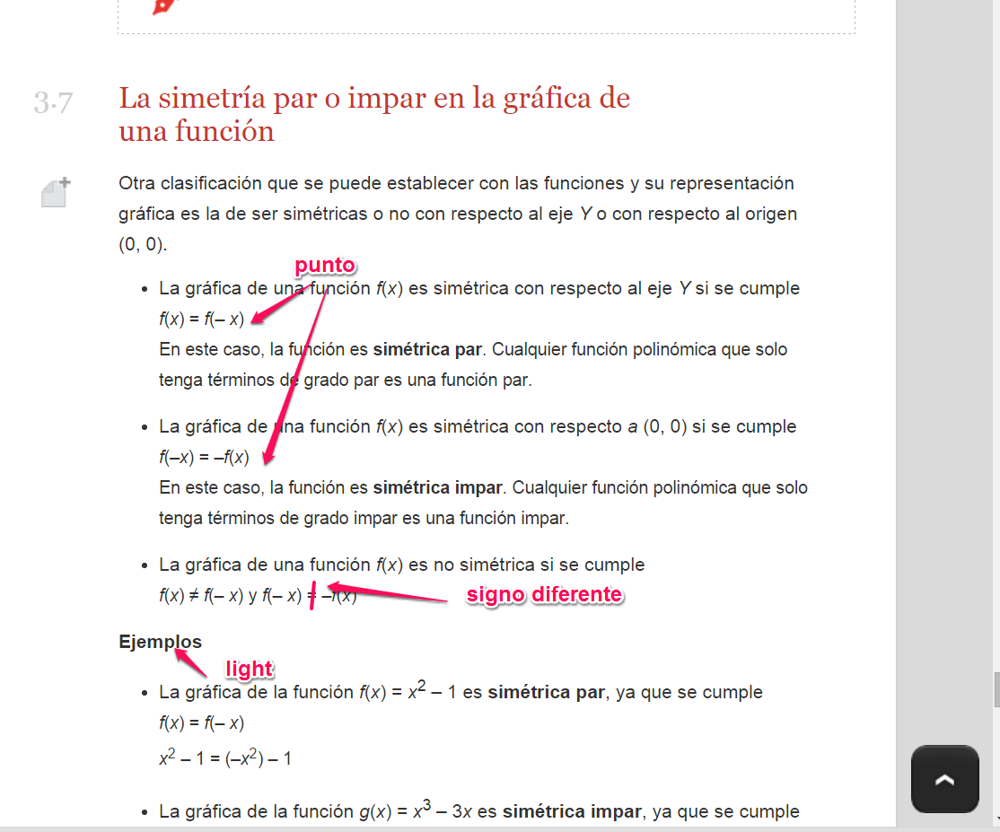 3.7
La simetría par o impar en la gráfica de
una función
Otra clasificación que se puede establecer con las funciones y su representación
gráfica es la de ser simétricas o no con respecto al eje Y o con respecto al origen
(0, 0).
punto
• La gráfica de una función f(x) es simétrica con respecto al eje Y si se cumple
f(x) = f(– x)
En este caso, la función es simétrica par. Cualquier función polinómica que solo
tenga términos de grado par es una función par.
• La gráfica de una función f(x) es simétrica con respecto a (0, 0) si se cumple
f(–x) = –f(x)
En este caso, la función es simétrica impar. Cualquier función polinómica que solo
tenga términos de grado impar es una función impar.
• La gráfica de una función f(x) es no simétrica si se cumple
f(x) ≠ f(– x) y f(– x) = –f(x)
signo diferente
Ejemplos
light
• La gráfica de la función f(x) = x² – 1 es simétrica par, ya que se cumple
f(x) = f(– x)
x² – 1 = (–x²) – 1
• La gráfica de la función g(x) = x³ – 3x es simétrica impar, ya que se cumple